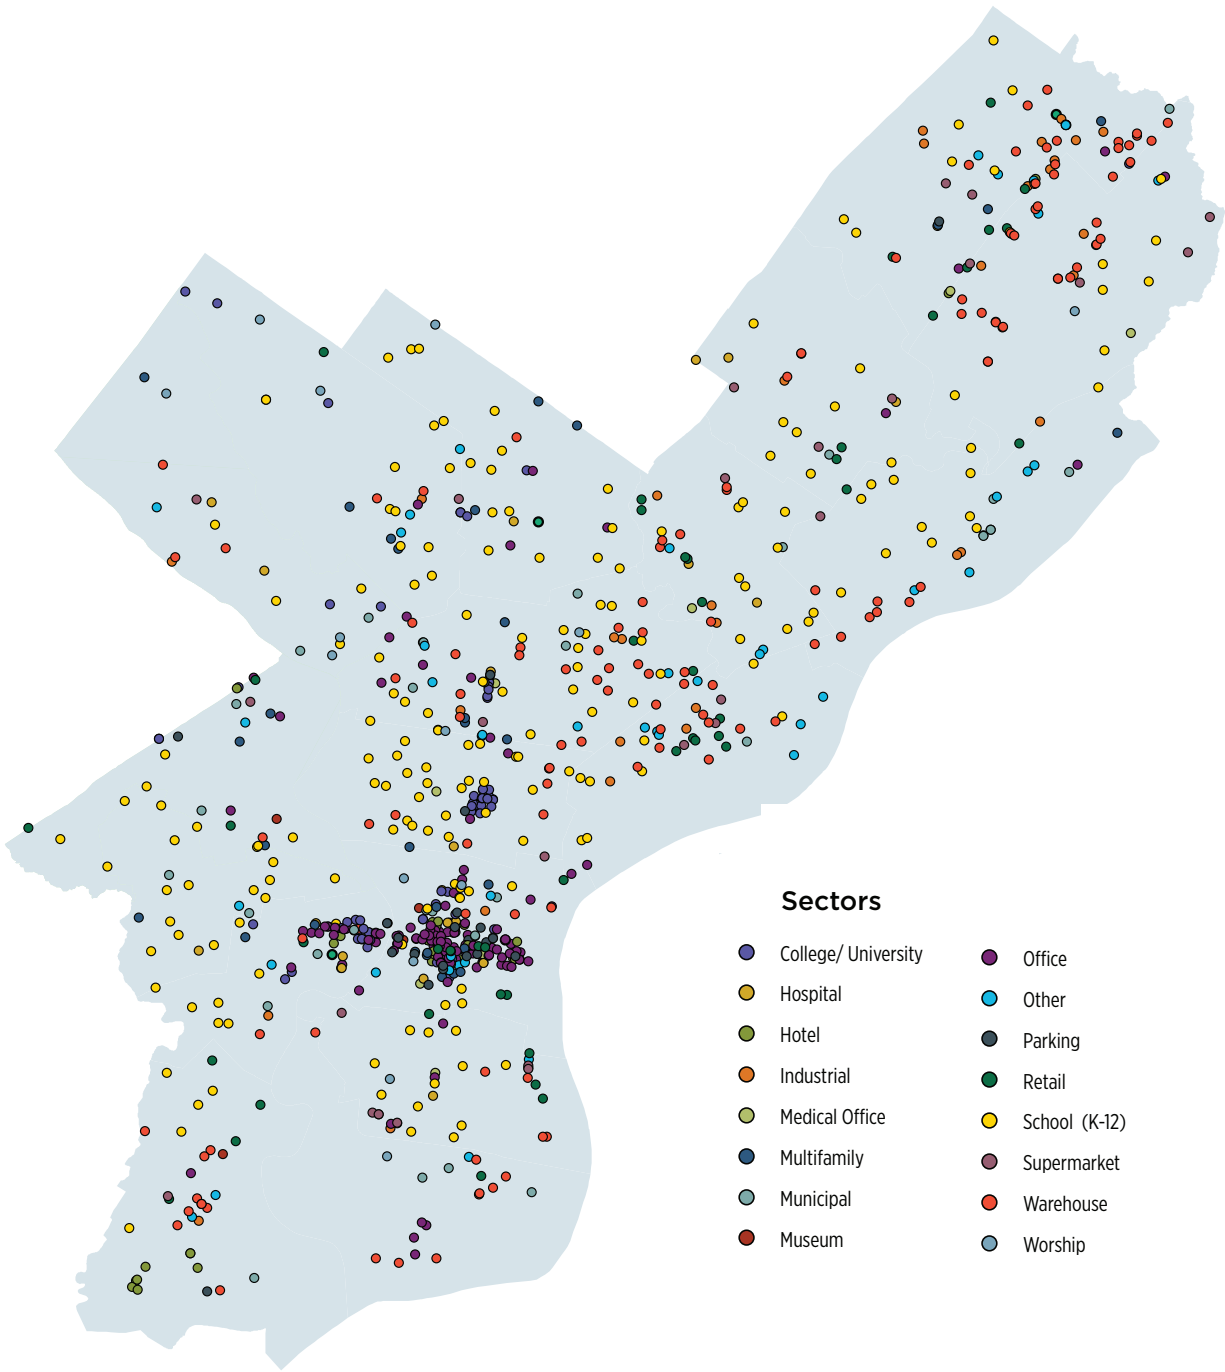 Sectors
College/ University
Hospital
Hotel
Industrial
Medical Office
Multifamily
Municipal
Museum
Office
Other
Parking
Retail
School (K-12)
Supermarket
Warehouse
Worship